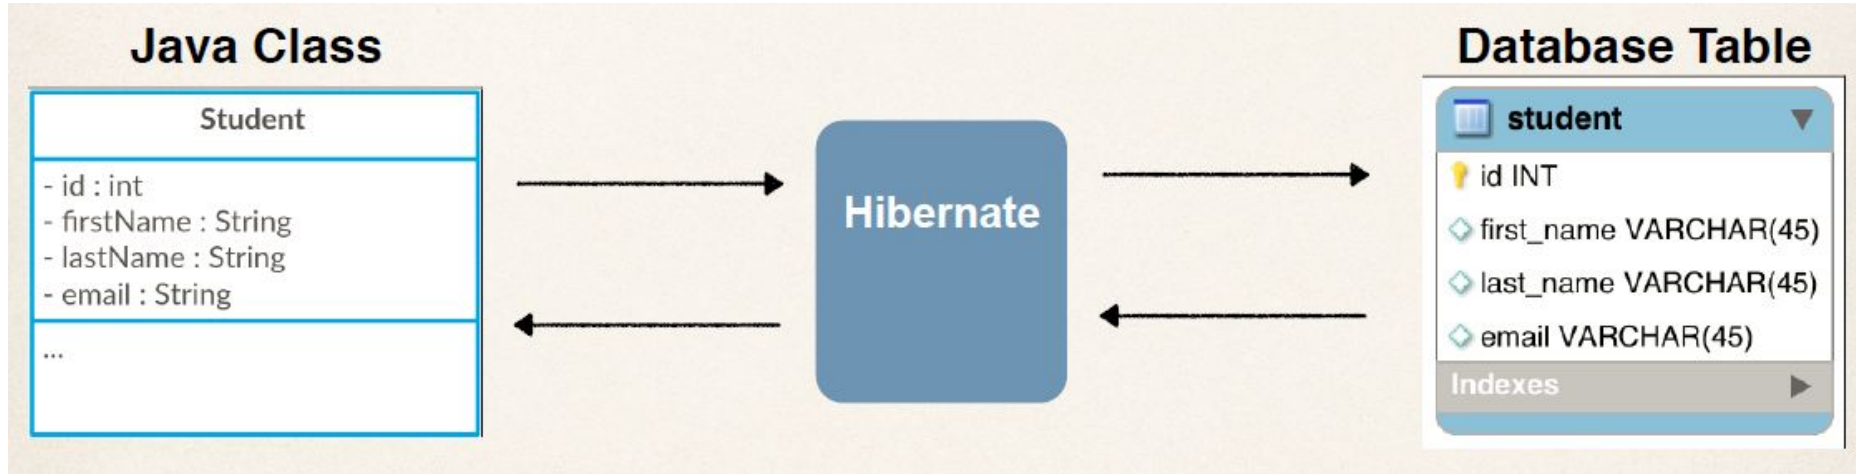 Java Class
Student
- id : int
- firstName : String
- lastName : String
- email : String
...
Hibernate
Database Table
student
id INT
first_name VARCHAR(45)
last_name VARCHAR(45)
email VARCHAR(45)
Indexes